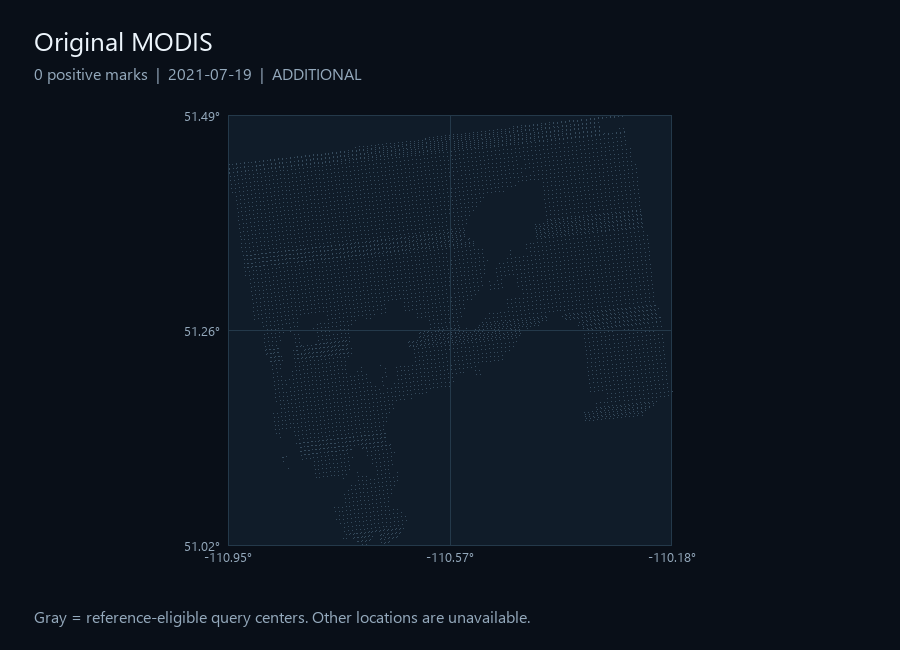 Original MODIS
0 positive marks | 2021-07-19 | ADDITIONAL
51.49°
51.26°
51.02°
-110.95°
-110.57°
-110.18°
Gray = reference-eligible query centers. Other locations are unavailable.